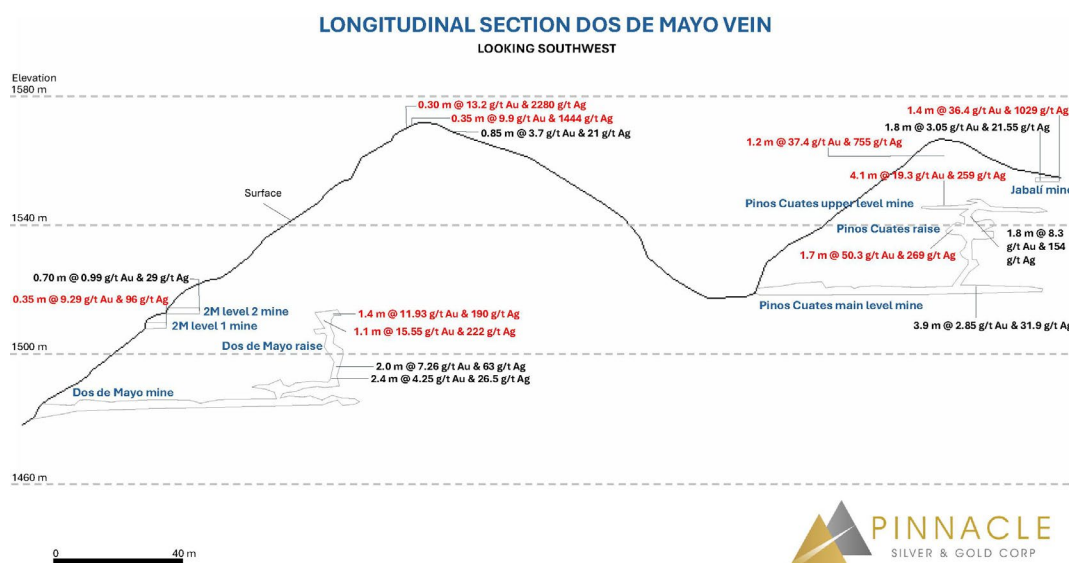 LONGITUDINAL SECTION DOS DE MAYO VEIN
LOOKING SOUTHWEST
Elevation
1580 m
0.30 m @ 13.2 g/t Au & 2280 g/t Ag
0.35 m @ 9.9 g/t Au & 1444 g/t Ag
0.85 m @ 3.7 g/t Au & 21 g/t Ag
1.4 m @ 36.4 g/t Au & 1029 g/t Ag
1.8 m @ 3.05 g/t Au & 21.55 g/t Ag
1.2 m @ 37.4 g/t Au & 755 g/t Ag
4.1 m @ 19.3 g/t Au & 259 g/t Ag
Jabalí mine
Surface
Pinos Cuates upper level mine
1540 m
Pinos Cuates raise
1.8 m @ 8.3
g/t Au & 154
g/t Ag
1.7 m @ 50.3 g/t Au & 269 g/t Ag
0.70 m @ 0.99 g/t Au & 29 g/t Ag
0.35 m @ 9.29 g/t Au & 96 g/t Ag
2M level 2 mine
2M level 1 mine
Pinos Cuates main level mine
1.4 m @ 11.93 g/t Au & 190 g/t Ag
1.1 m @ 15.55 g/t Au & 222 g/t Ag
3.9 m @ 2.85 g/t Au & 31.9 g/t Ag
Dos de Mayo raise
1500 m
2.0 m @ 7.26 g/t Au & 63 g/t Ag
2.4 m @ 4.25 g/t Au & 26.5 g/t Ag
Dos de Mayo mine
1460 m
0 40 m
PINNACLE
SILVER & GOLD CORP